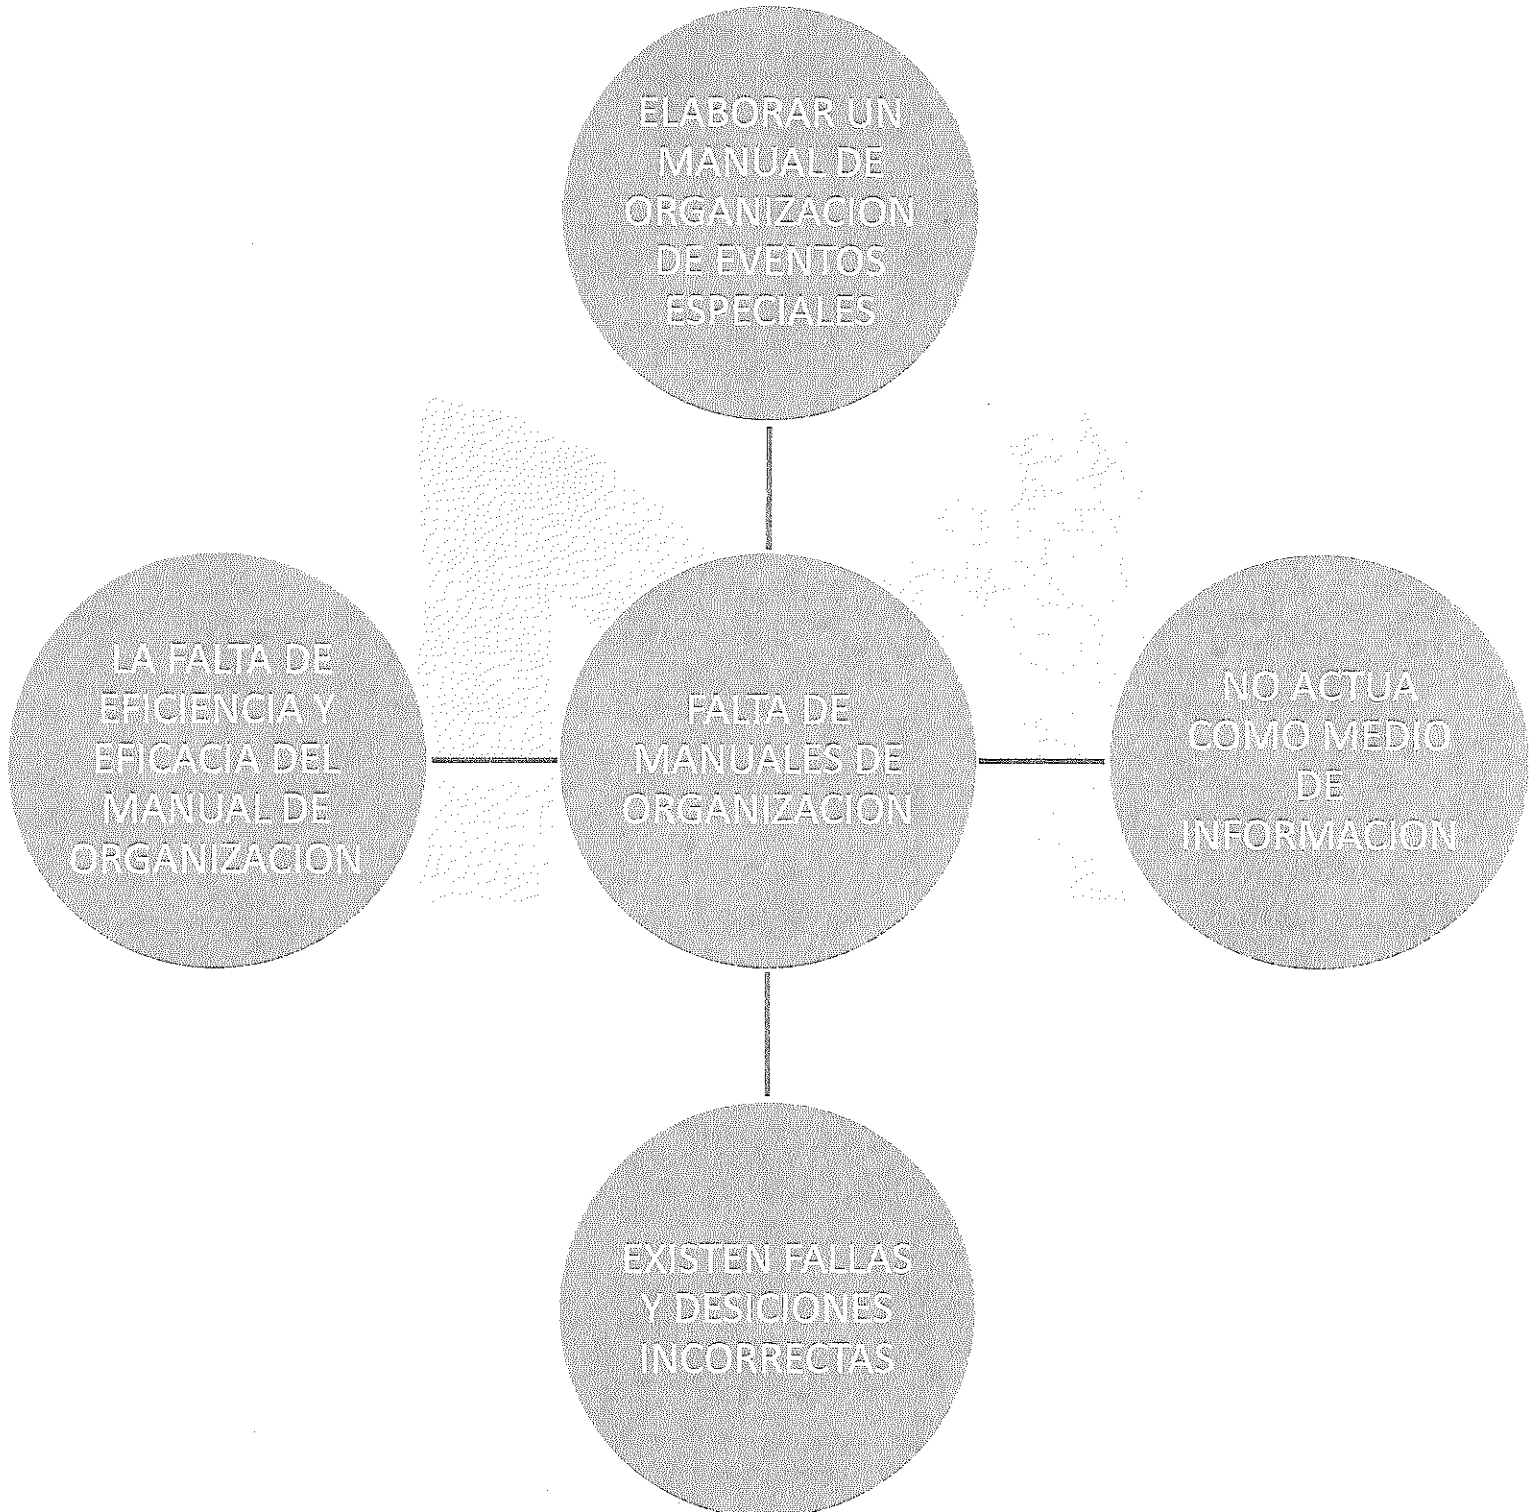 ELABORAR UN
MANUAL DE
ORGANIZACION
DE EVENTOS
ESPECIALES
LA FALTA DE
EFICIENCIA Y
EFICACIA DEL
MANUAL DE
ORGANIZACION
FALTA DE
MANUALES DE
ORGANIZACION
NO ACTUA
COMO MEDIO
DE
INFORMACION
EXISTEN FALLAS
Y DESICIONES
INCORRECTAS